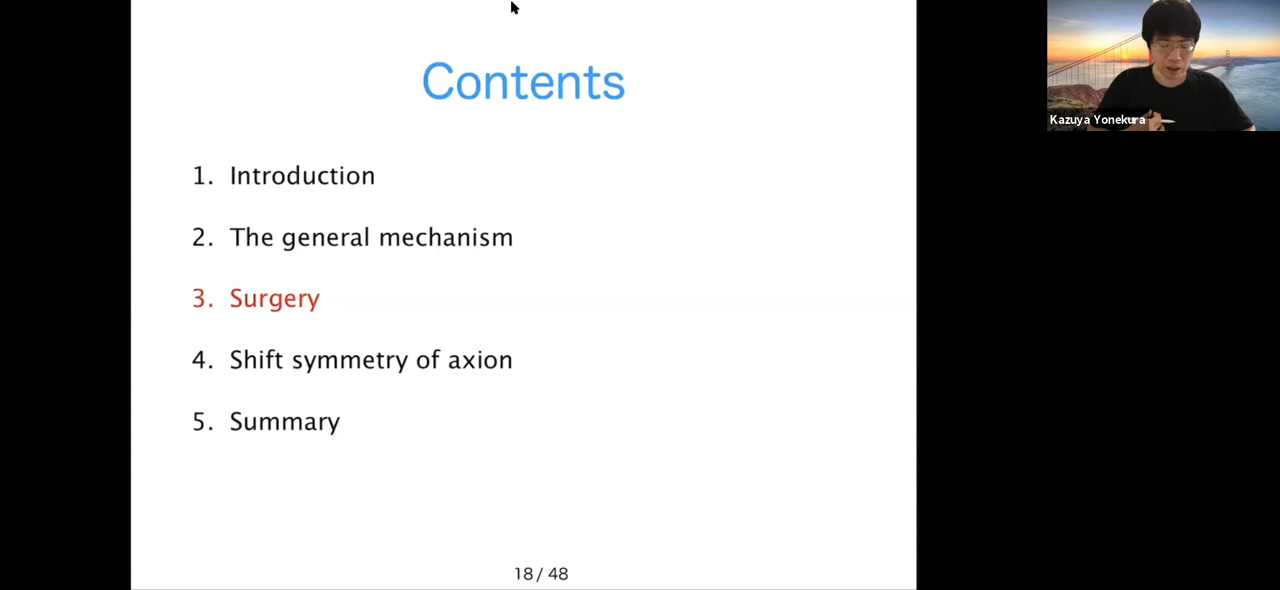 Contents
1. Introduction
2. The general mechanism
3. Surgery
4. Shift symmetry of axion
5. Summary
18 / 48
Kazuya Yonekura